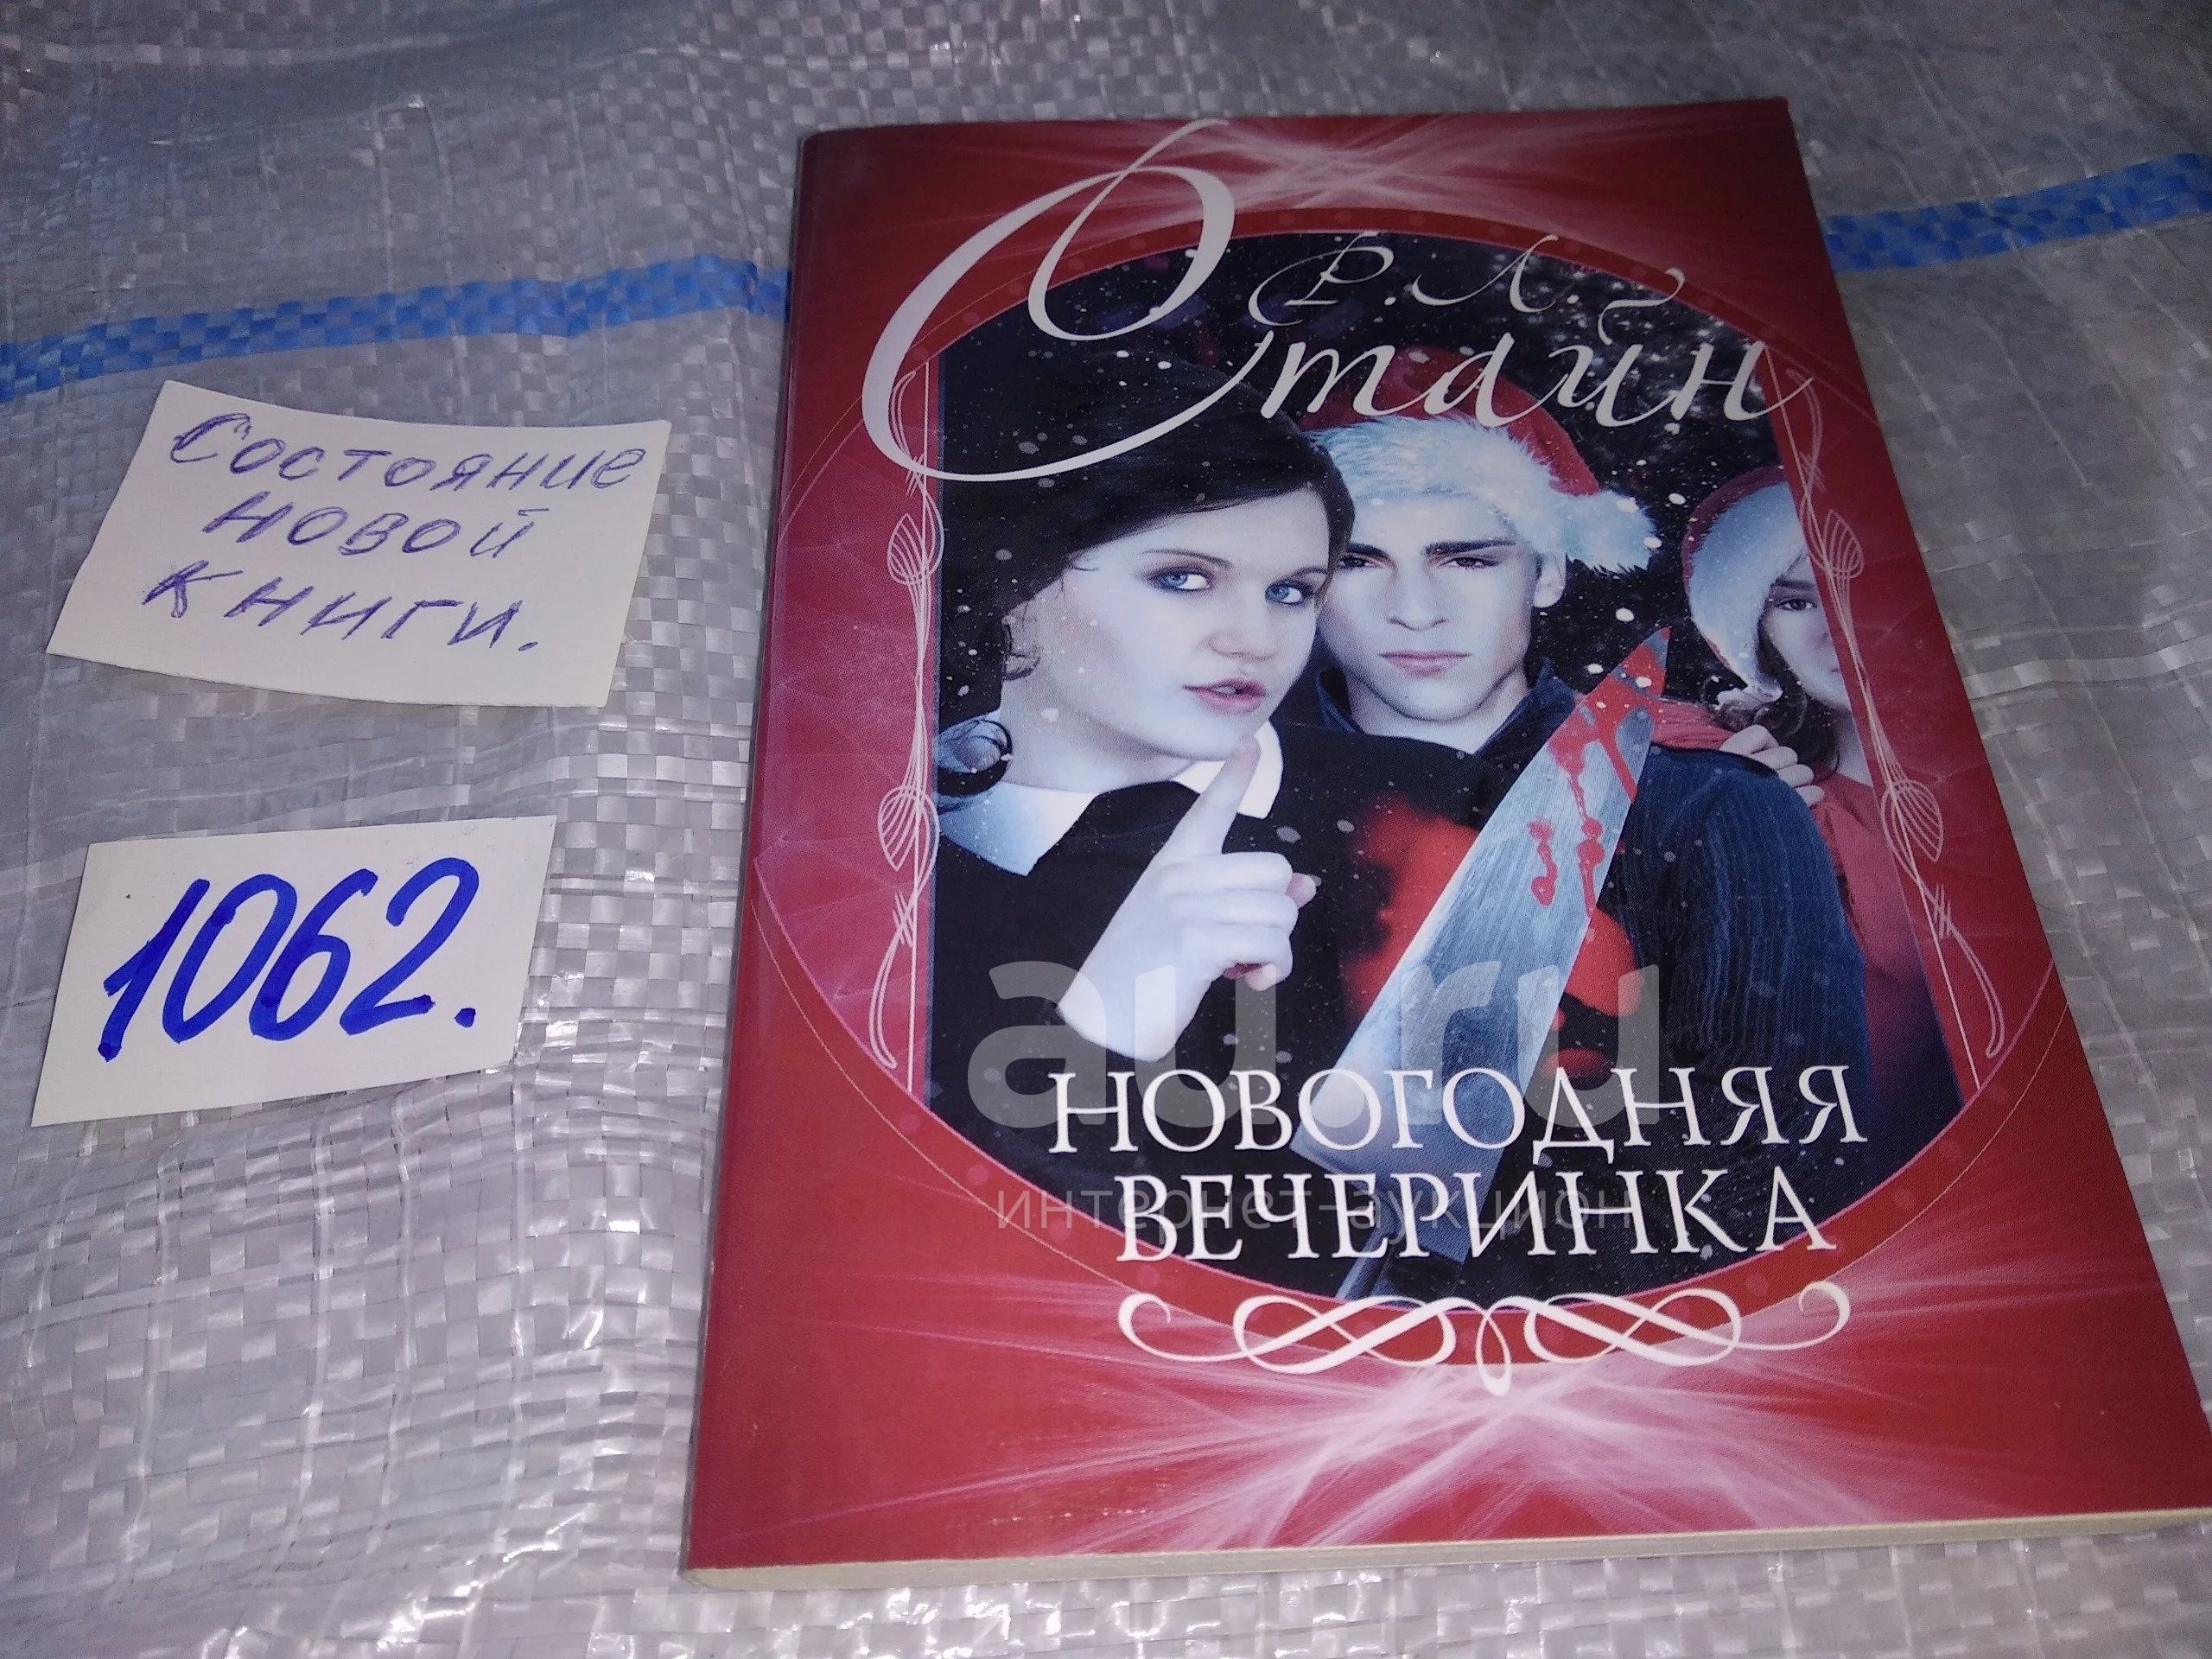 Состояние
новой
книги.
1062.
Р.Л.
Стайн
НОВОГОДНЯЯ
ВЕЧЕРИНКА
au.ru
интернет-аукцион